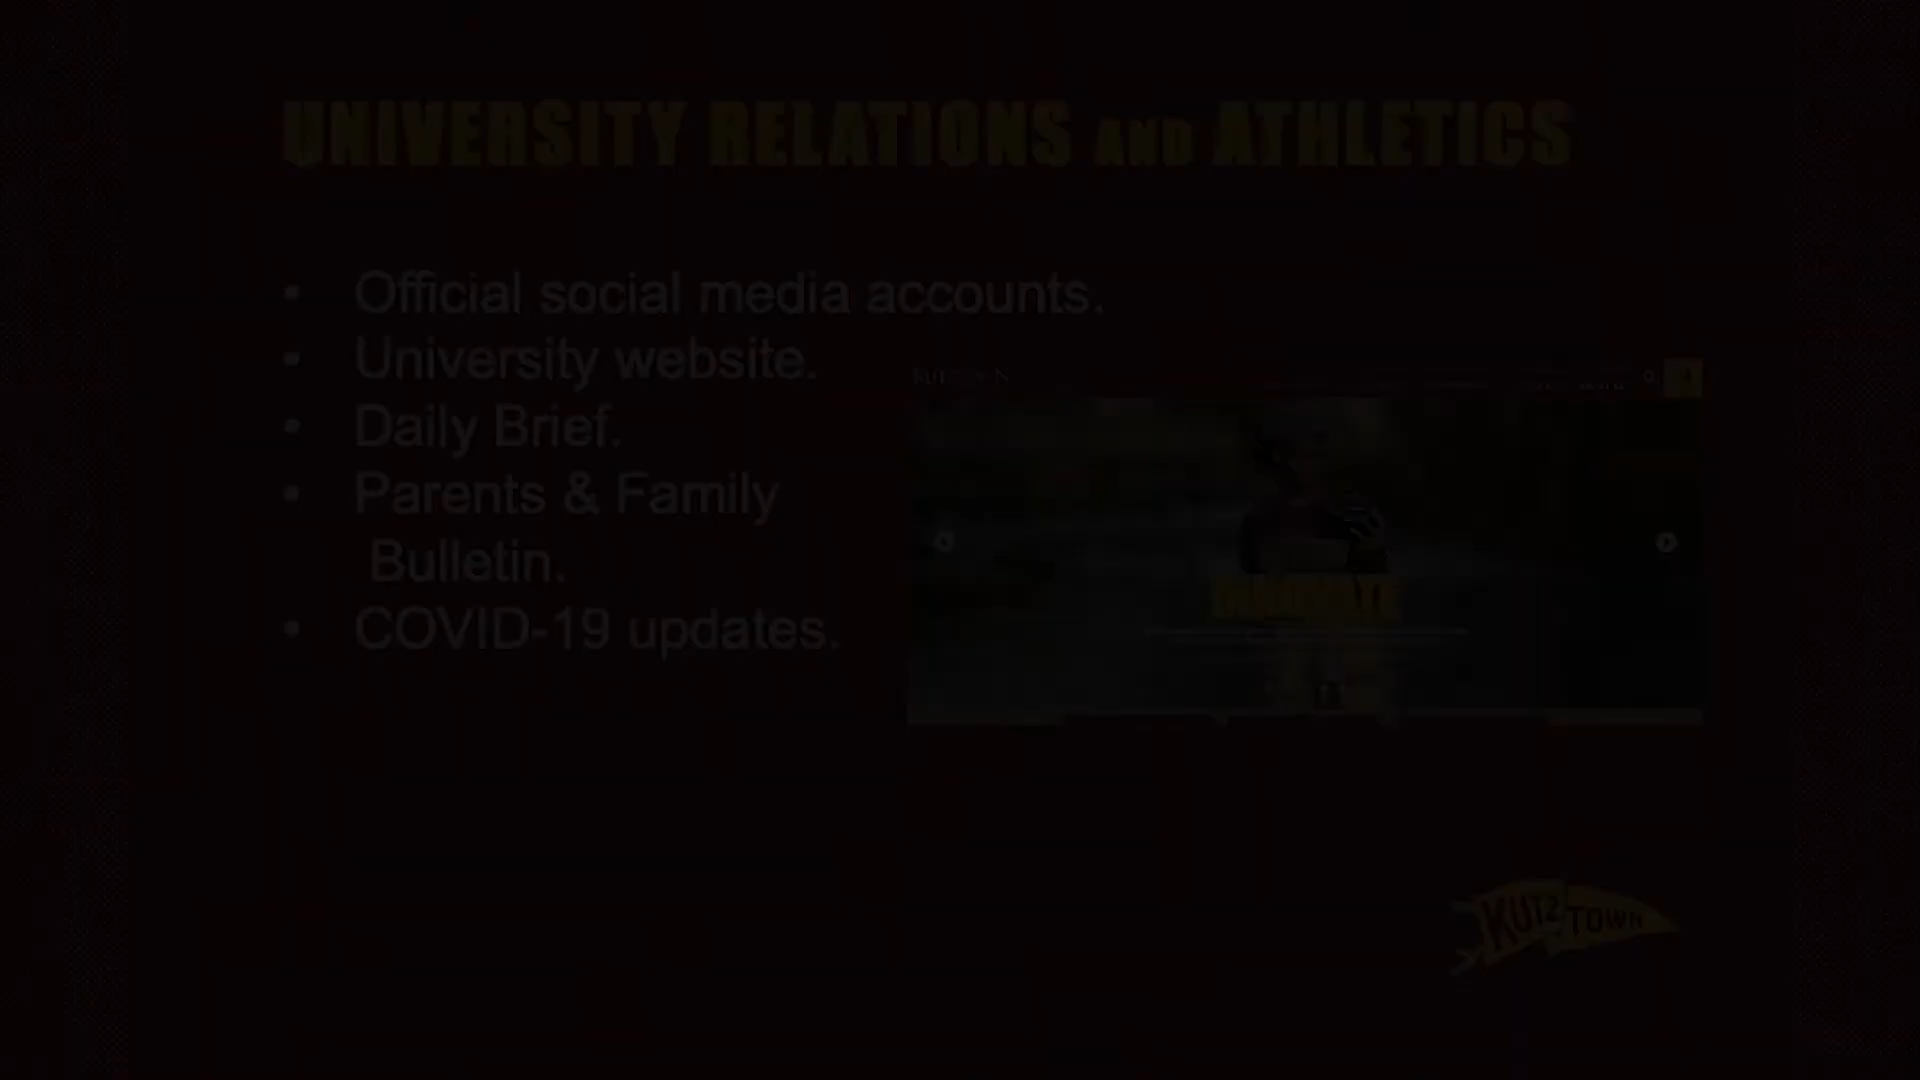 UNIVERSITY RELATIONS AND ATHLETICS
• Official social media accounts.
• University website.
• Daily Brief.
• Parents & Family
Bulletin.
• COVID-19 updates.
KUTZTOWN
KUTZTOWN